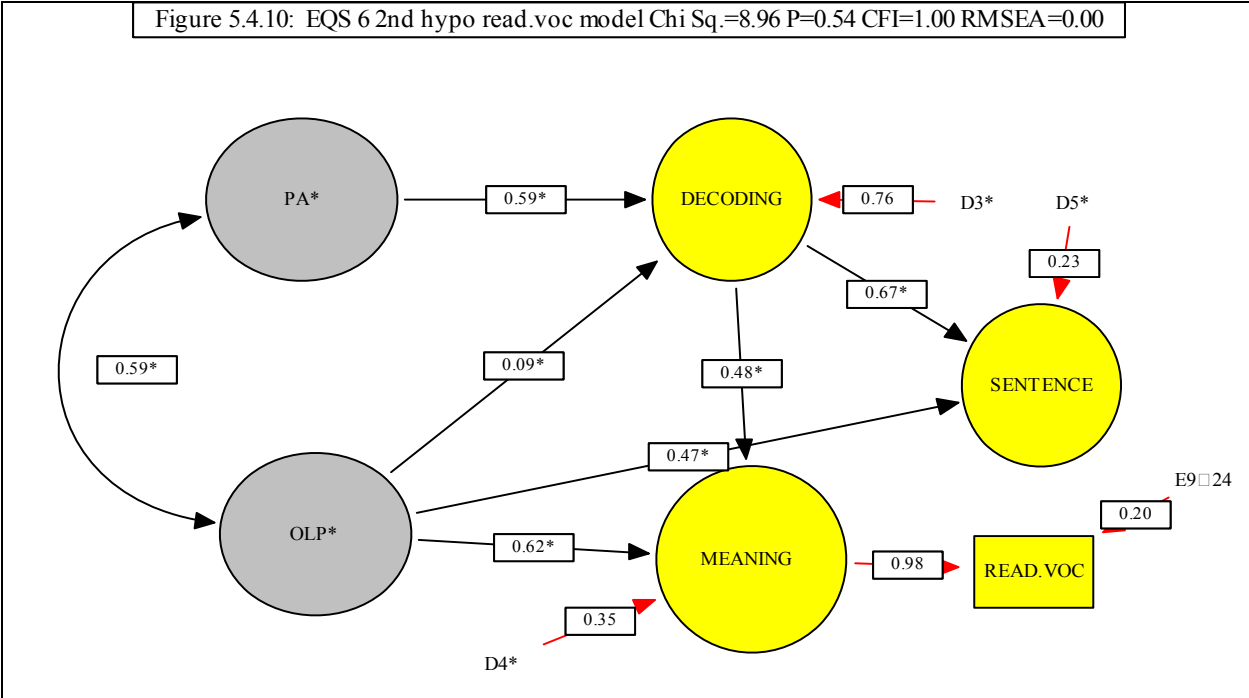 Figure 5.4.10: EQS 6 2nd hypo read.voc model Chi Sq.=8.96 P=0.54 CFI=1.00 RMSEA=0.00
PA*
0.59*
DECODING
0.76
D3*
D5*
0.23
0.67*
0.59*
0.09*
0.48*
SENTENCE
0.47*
E9□24
0.20
OLP*
0.62*
MEANING
0.98
READ.VOC
0.35
D4*